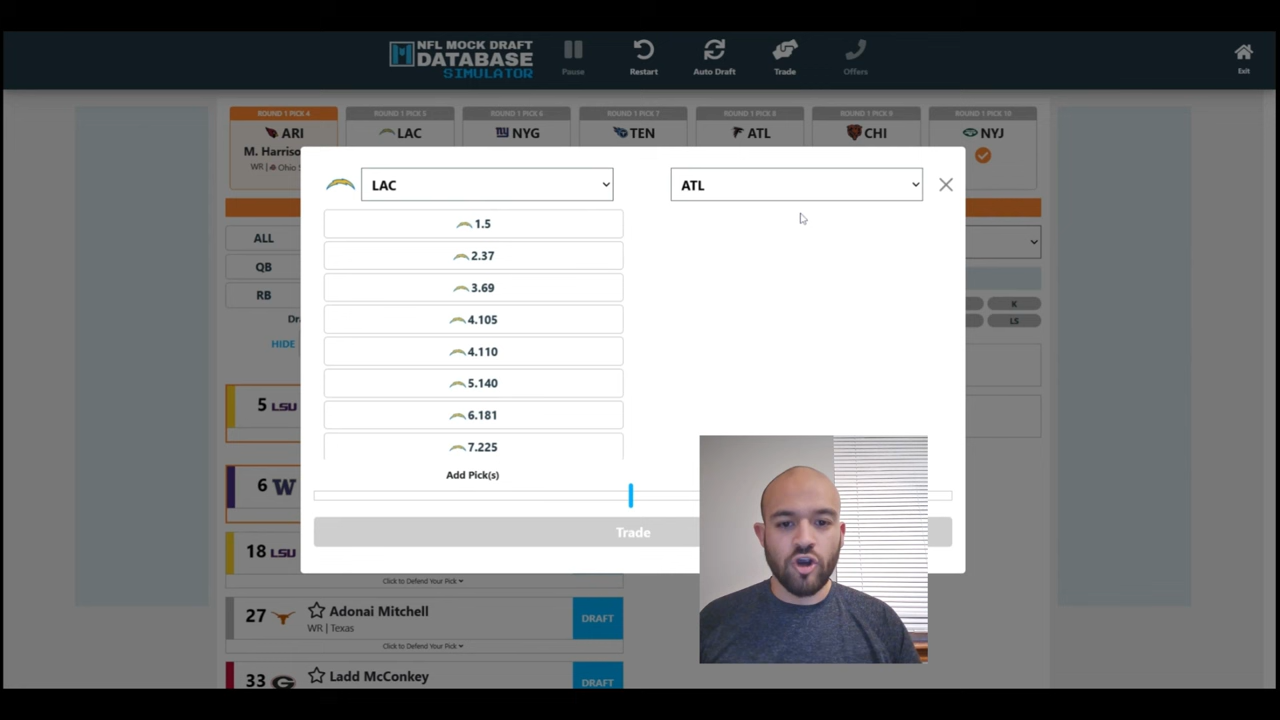 NFL MOCK DRAFT
DATABASE
SIMULATOR
Pause
Restart
Auto Draft
Trade
Offers
Exit
ROUND 1 PICK 4
ROUND 1 PICK 5
ROUND 1 PICK 6
ROUND 1 PICK 7
ROUND 1 PICK 8
ROUND 1 PICK 9
ROUND 1 PICK 10
ARI
LAC
NYG
TEN
ATL
CHI
NYJ
M. Harriso
WR | Ohio
LAC
ATL
1.5
2.37
3.69
4.105
4.110
5.140
6.181
7.225
Add Pick(s)
Trade
ALL
QB
RB
Dr
HIDE
K
LS
5 LSU
6 W
18 LSU
Click to Defend Your Pick
27 Adonai Mitchell
WR | Texas
DRAFT
Click to Defend Your Pick
33 G Ladd McConkey
DRAFT